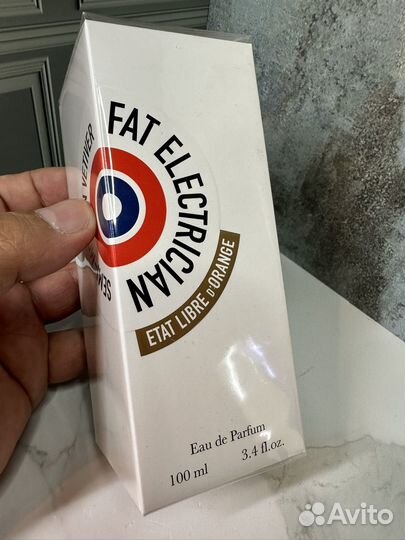 FAT ELECTRICIAN
VETIVER
ETAT LIBRE D'ORANGE
Eau de Parfum
100 ml 3.4 fl.oz.
Avito